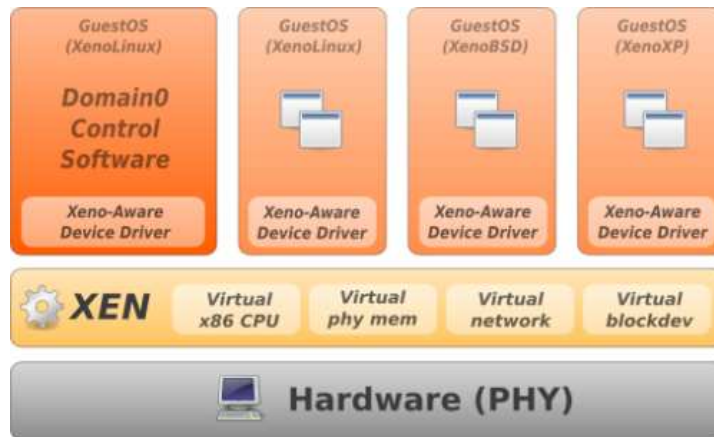 GuestOS
(XenoLinux)
Domain0
Control
Software
Xeno-Aware
Device Driver
GuestOS
(XenoLinux)
Xeno-Aware
Device Driver
GuestOS
(XenoBSD)
Xeno-Aware
Device Driver
GuestOS
(XenoXP)
Xeno-Aware
Device Driver
XEN
Virtual
x86 CPU
Virtual
phy mem
Virtual
network
Virtual
blockdev
Hardware (PHY)